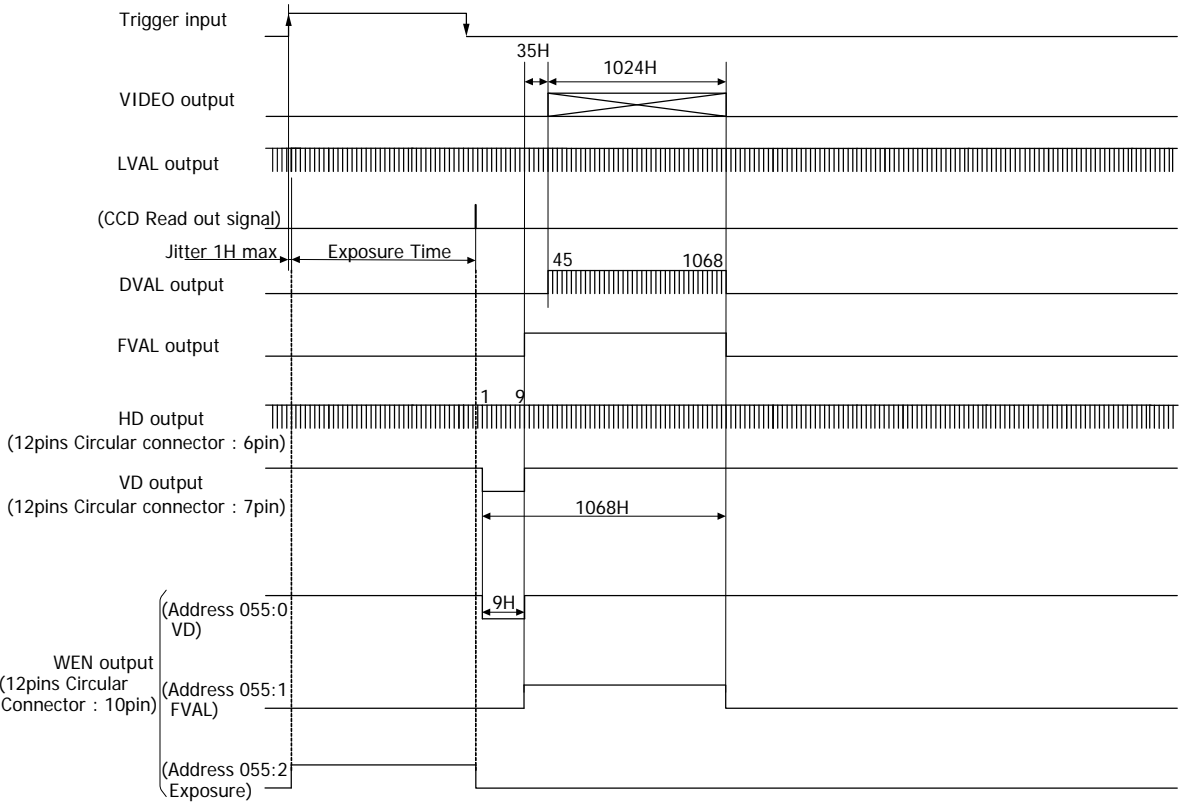 Trigger input
35H
1024H
VIDEO output
LVAL output
(CCD Read out signal)
Jitter 1H max
Exposure Time
45
1068
DVAL output
FVAL output
1
9
HD output
(12pins Circular connector : 6pin)
VD output
(12pins Circular connector : 7pin)
1068H
(Address 055:0
VD)
9H
WEN output
(12pins Circular
Connector : 10pin)
(Address 055:1
FVAL)
(Address 055:2
Exposure)